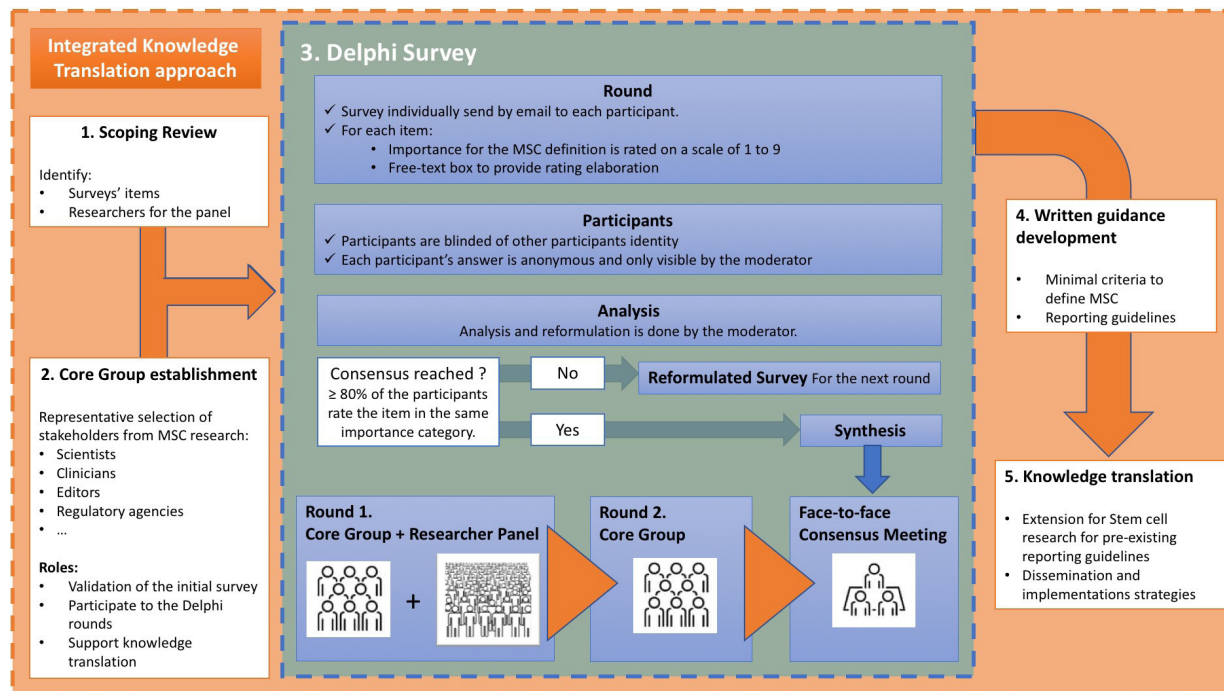 Integrated Knowledge
Translation approach
1. Scoping Review
Identify:
• Surveys' items
• Researchers for the panel
2. Core Group establishment
Representative selection of
stakeholders from MSC research:
• Scientists
• Clinicians
• Editors
• Regulatory agencies
• ...
Roles:
• Validation of the initial survey
• Participate to the Delphi
rounds
• Support knowledge
translation
3. Delphi Survey
Round
✓ Survey individually send by email to each participant.
✓ For each item:
• Importance for the MSC definition is rated on a scale of 1 to 9
• Free-text box to provide rating elaboration
Participants
✓ Participants are blinded of other participants identity
✓ Each participant's answer is anonymous and only visible by the moderator
Analysis
Analysis and reformulation is done by the moderator.
Consensus reached ?
≥ 80% of the participants
rate the item in the same
importance category.
No
Reformulated Survey For the next round
Yes
Synthesis
Round 1.
Core Group + Researcher Panel
+
Round 2.
Core Group
Face-to-face
Consensus Meeting
4. Written guidance
development
• Minimal criteria to
define MSC
• Reporting guidelines
5. Knowledge translation
• Extension for Stem cell
research for pre-existing
reporting guidelines
• Dissemination and
implementations strategies